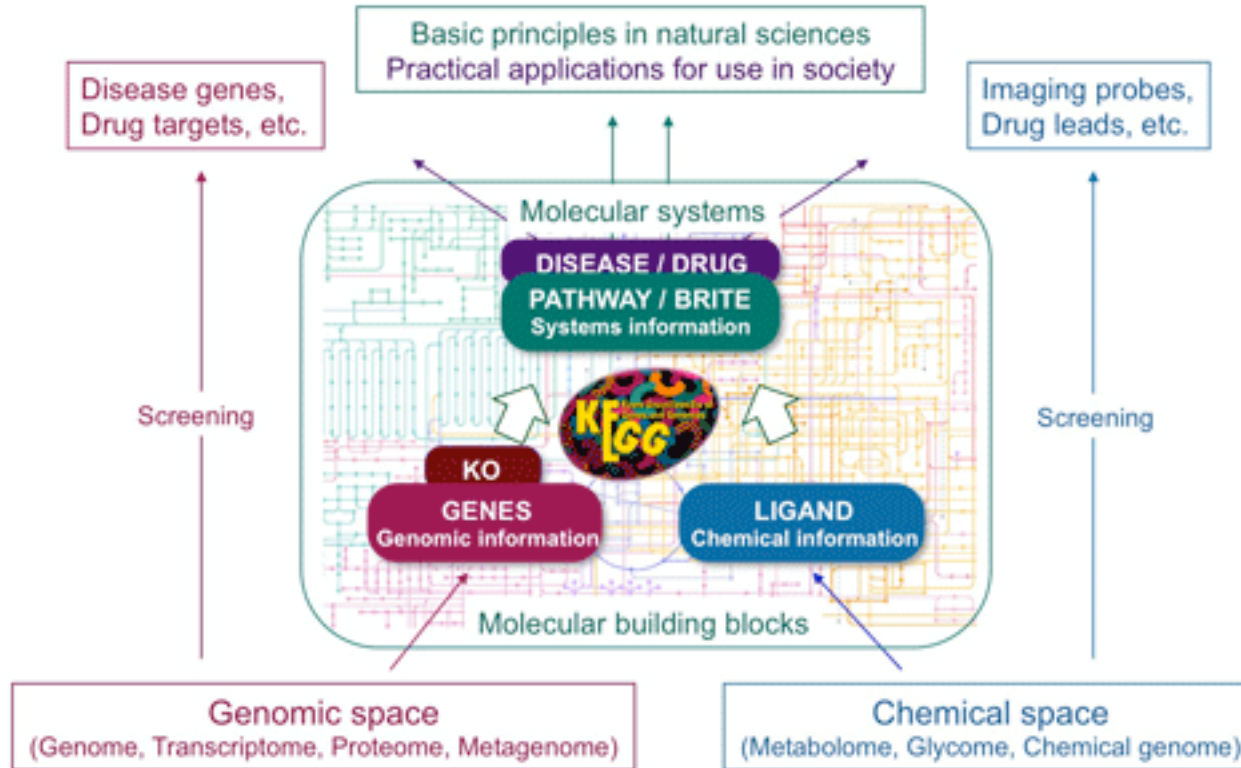 Basic principles in natural sciences
Practical applications for use in society
Disease genes,
Drug targets, etc.
Imaging probes,
Drug leads, etc.
Molecular systems
DISEASE / DRUG
PATHWAY / BRITE
Systems information
Screening
Screening
KEGG
KO
GENES
Genomic information
LIGAND
Chemical information
Molecular building blocks
Genomic space
(Genome, Transcriptome, Proteome, Metagenome)
Chemical space
(Metabolome, Glycome, Chemical genome)